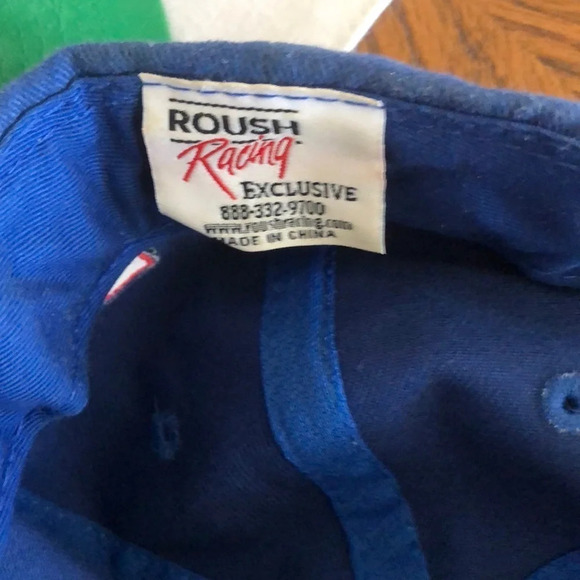 ROUSH
Racing
EXCLUSIVE
888-332-9700
www.roushracing.com
MADE IN CHINA